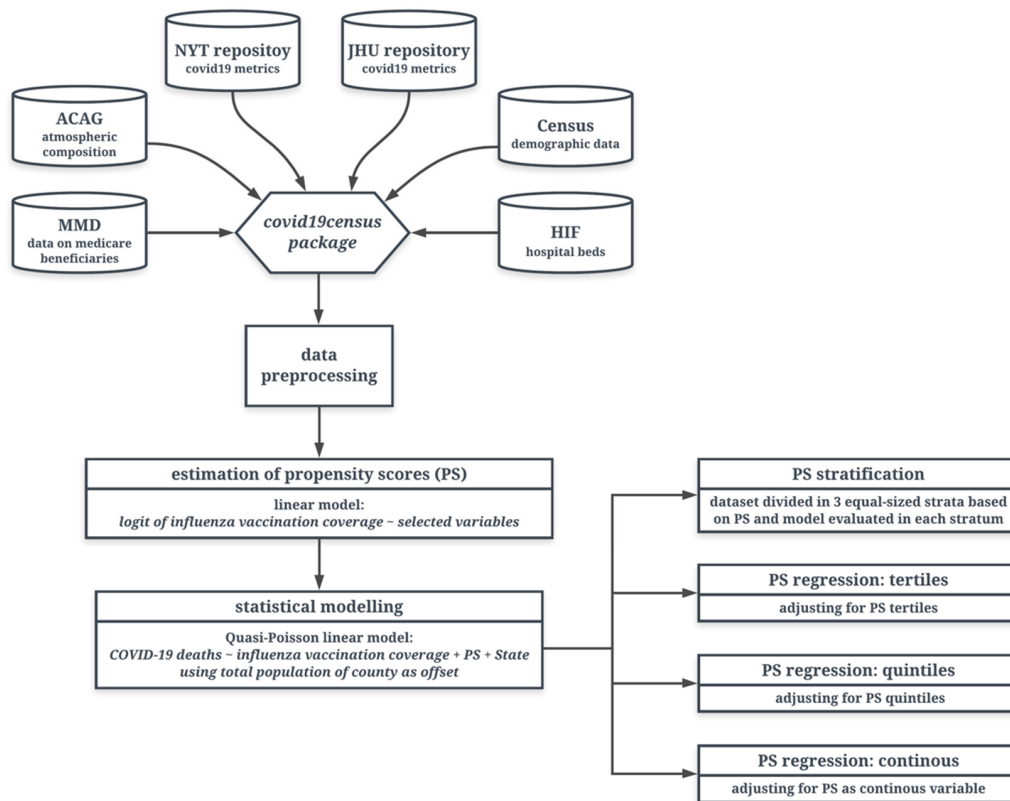 NYT repositoy
covid19 metrics
JHU repository
covid19 metrics
ACAG
atmospheric
composition
Census
demographic data
MMD
data on medicare
beneficiaries
covid19census
package
HIF
hospital beds
data
preprocessing
estimation of propensity scores (PS)
linear model:
logit of influenza vaccination coverage ~ selected variables
statistical modelling
Quasi-Poisson linear model:
COVID-19 deaths ~ influenza vaccination coverage + PS + State
using total population of county as offset
PS stratification
dataset divided in 3 equal-sized strata based
on PS and model evaluated in each stratum
PS regression: tertiles
adjusting for PS tertiles
PS regression: quintiles
adjusting for PS quintiles
PS regression: continous
adjusting for PS as continous variable